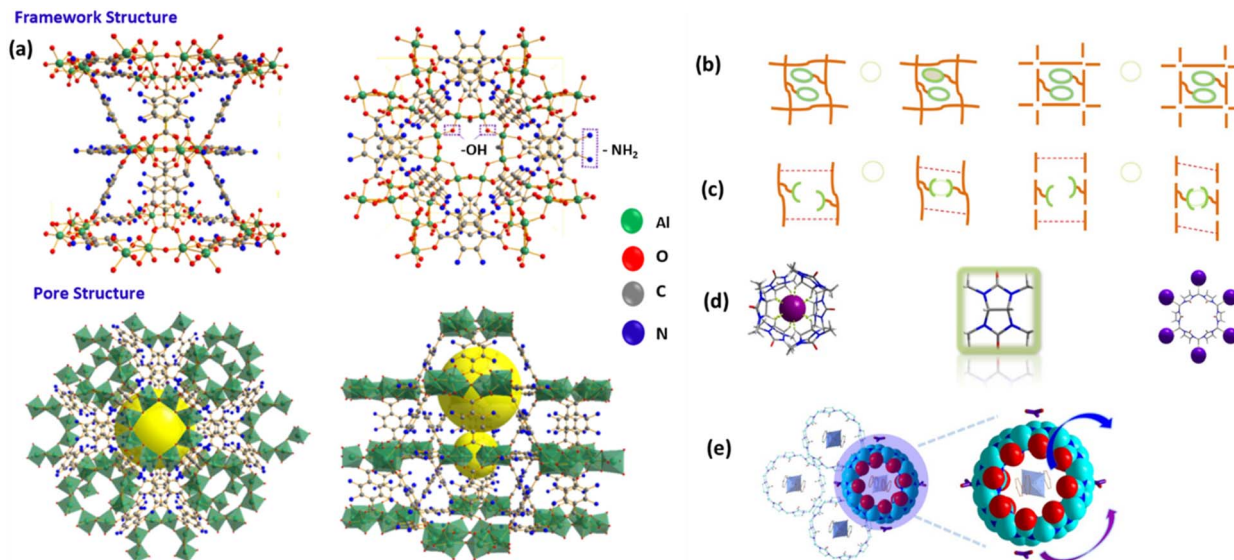 Framework Structure
(a)
-OH
- NH2
Al
O
C
N
Pore Structure
(b)
(c)
(d)
(e)